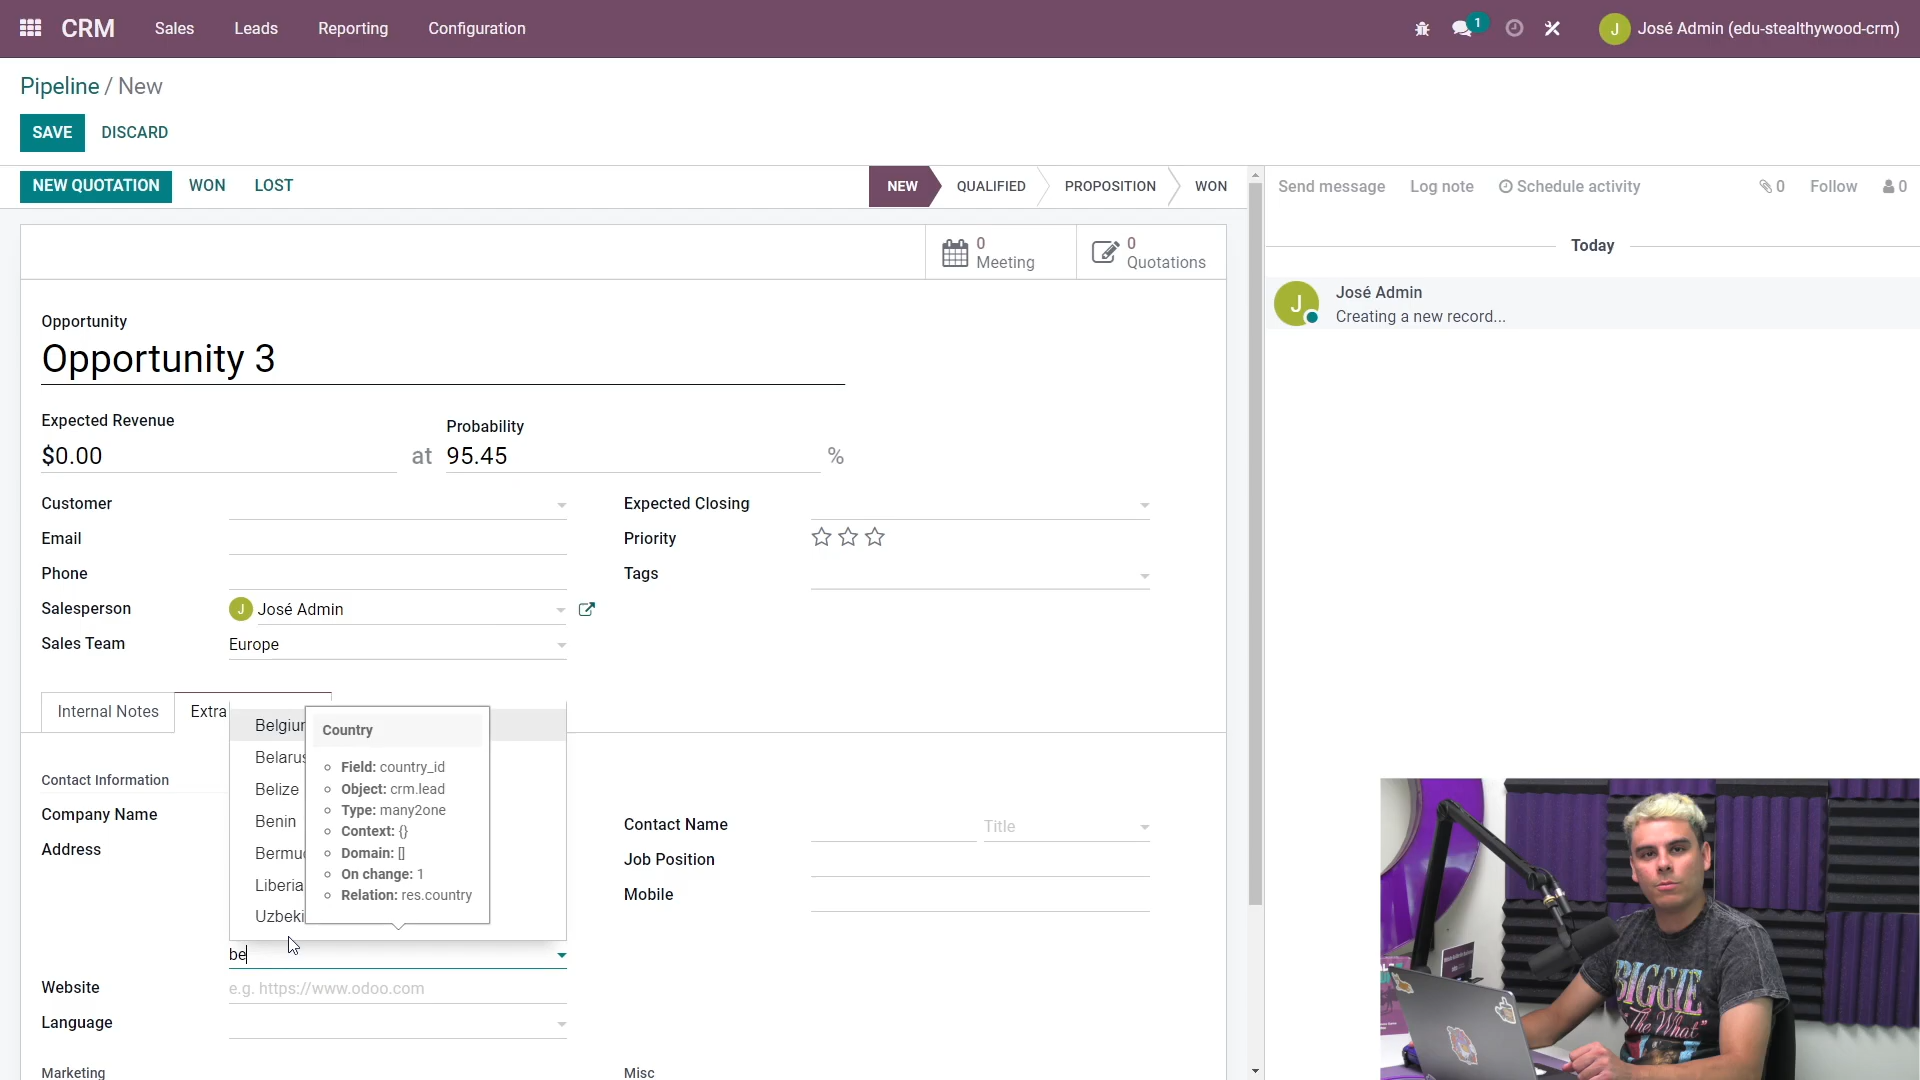 CRM
Sales
Leads
Reporting
Configuration
1
J
José Admin (edu-stealthywood-crm)
Pipeline / New
SAVE
DISCARD
NEW QUOTATION
WON
LOST
NEW
QUALIFIED
PROPOSITION
WON
Send message
Log note
Schedule activity
0
Follow
0
0
Meeting
0
Quotations
Today
J
José Admin
Creating a new record...
Opportunity
Opportunity 3
Expected Revenue
$0.00
at
Probability
95.45
%
Customer
Email
Phone
Salesperson
J
José Admin
Sales Team
Europe
Expected Closing
Priority
Tags
Internal Notes
Extra
Belgiu
Belarus
Belize
Benin
Bermu
Liberia
Uzbeki
Country
Field: country_id
Object: crm.lead
Type: many2one
Context: {}
Domain: []
On change: 1
Relation: res.country
Contact Information
Company Name
Address
be
Website
e.g. https://www.odoo.com
Language
Contact Name
Title
Job Position
Mobile
Marketing
Misc
BIGGIE
"The What"